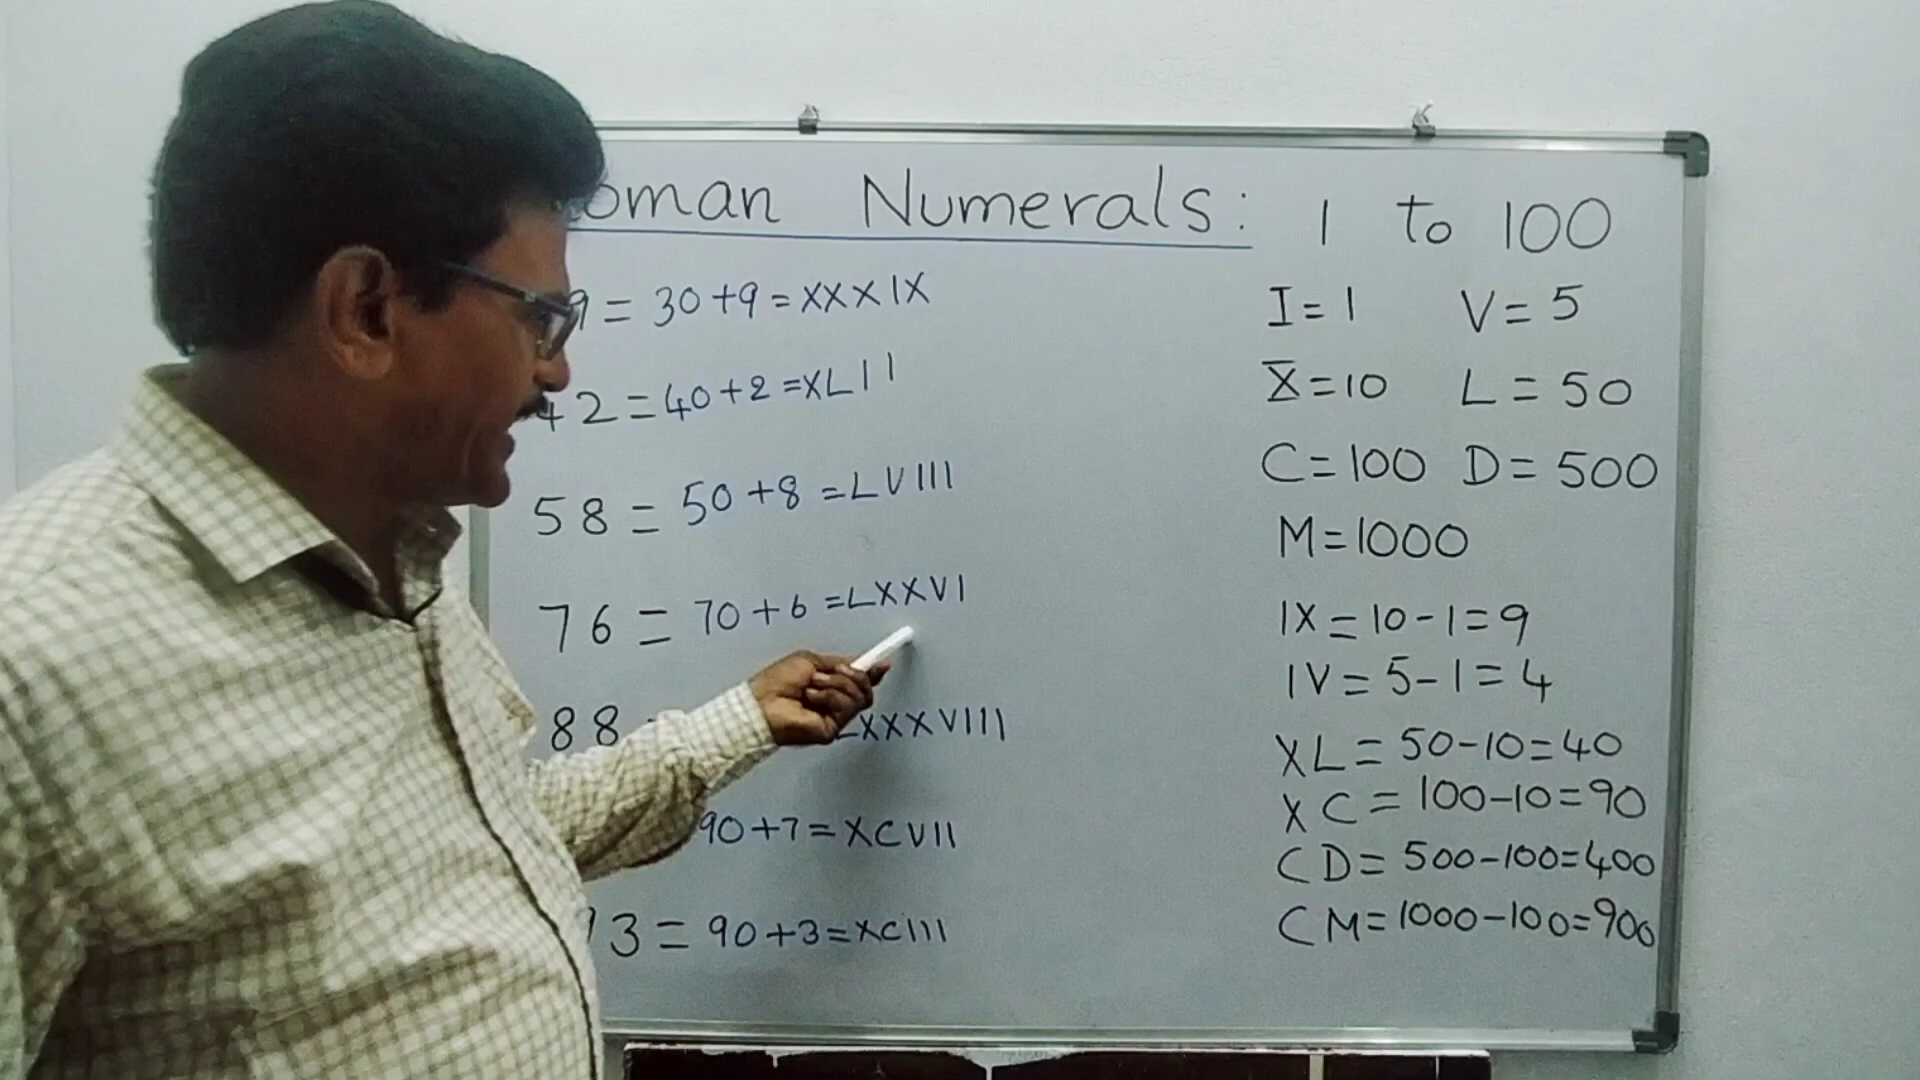 oman Numerals: 1 to 100
9 = 30+9 = XXXIX
42 = 40+2 = XLII
58 = 50+8 = LVIII
76 = 70+6 = LXXVI
88 LXXXVIII
90+7 = XCVII
3 = 90+3 = XCIII
I = 1 V = 5
X = 10 L = 50
C = 100 D = 500
M = 1000
IX = 10-1 = 9
IV = 5-1 = 4
XL = 50-10 = 40
XC = 100-10 = 90
CD = 500-100 = 400
CM = 1000-100 = 900